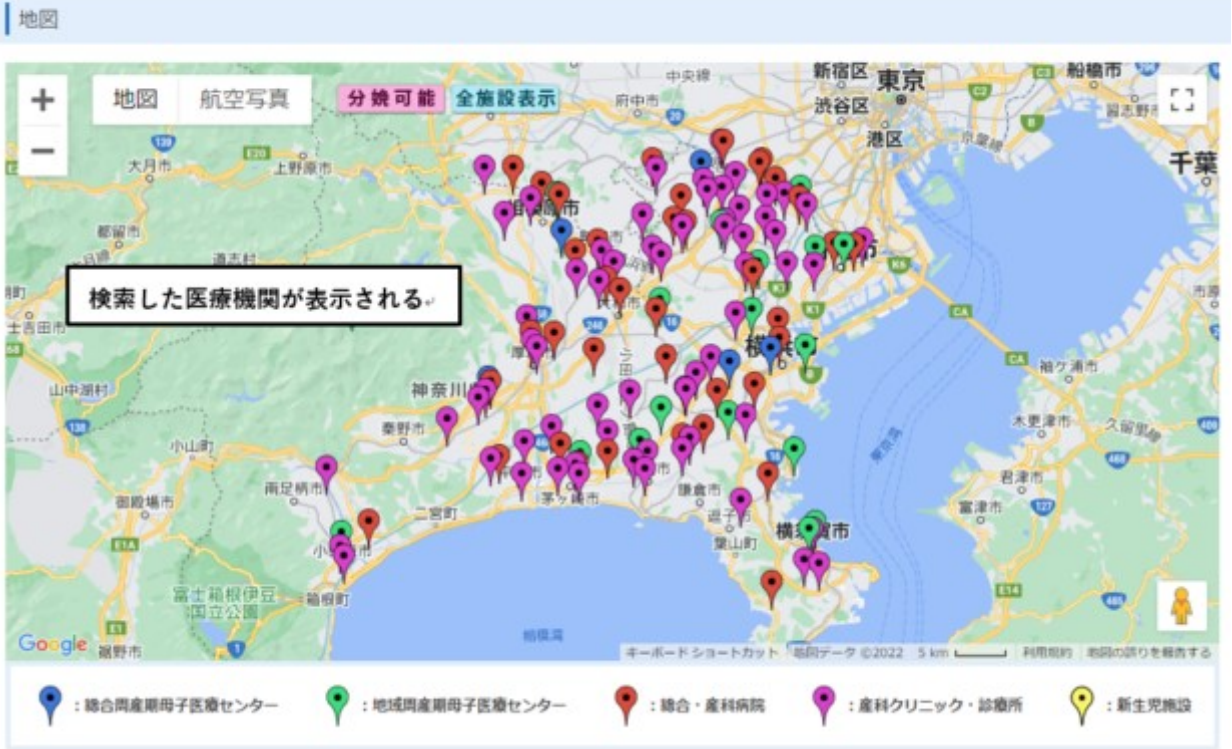 地図
地図
航空写真
分娩可能
全施設表示
中央線
新宿区
東京
船橋市
渋谷区
府中市
習志野
港区
京葉線
千葉
大月市
上野原市
都留市
道志村
検索した医療機関が表示される
士吉田市
山中湖村
神奈川
秦野市
小山町
御殿場市
南足柄市
二宮町
茅ヶ崎市
鎌倉市
逗子市
葉山町
箱根町
富士箱根伊豆
国立公園
裾野市
相模湾
東京湾
袖ケ浦市
木更津市
久留里線
君津市
富津市
Google
キーボード ショートカット
地図データ ©2022
5 km
利用規約
地図の誤りを報告する
：総合周産期母子医療センター
：地域周産期母子医療センター
：総合・産科病院
：産科クリニック・診療所
：新生児施設